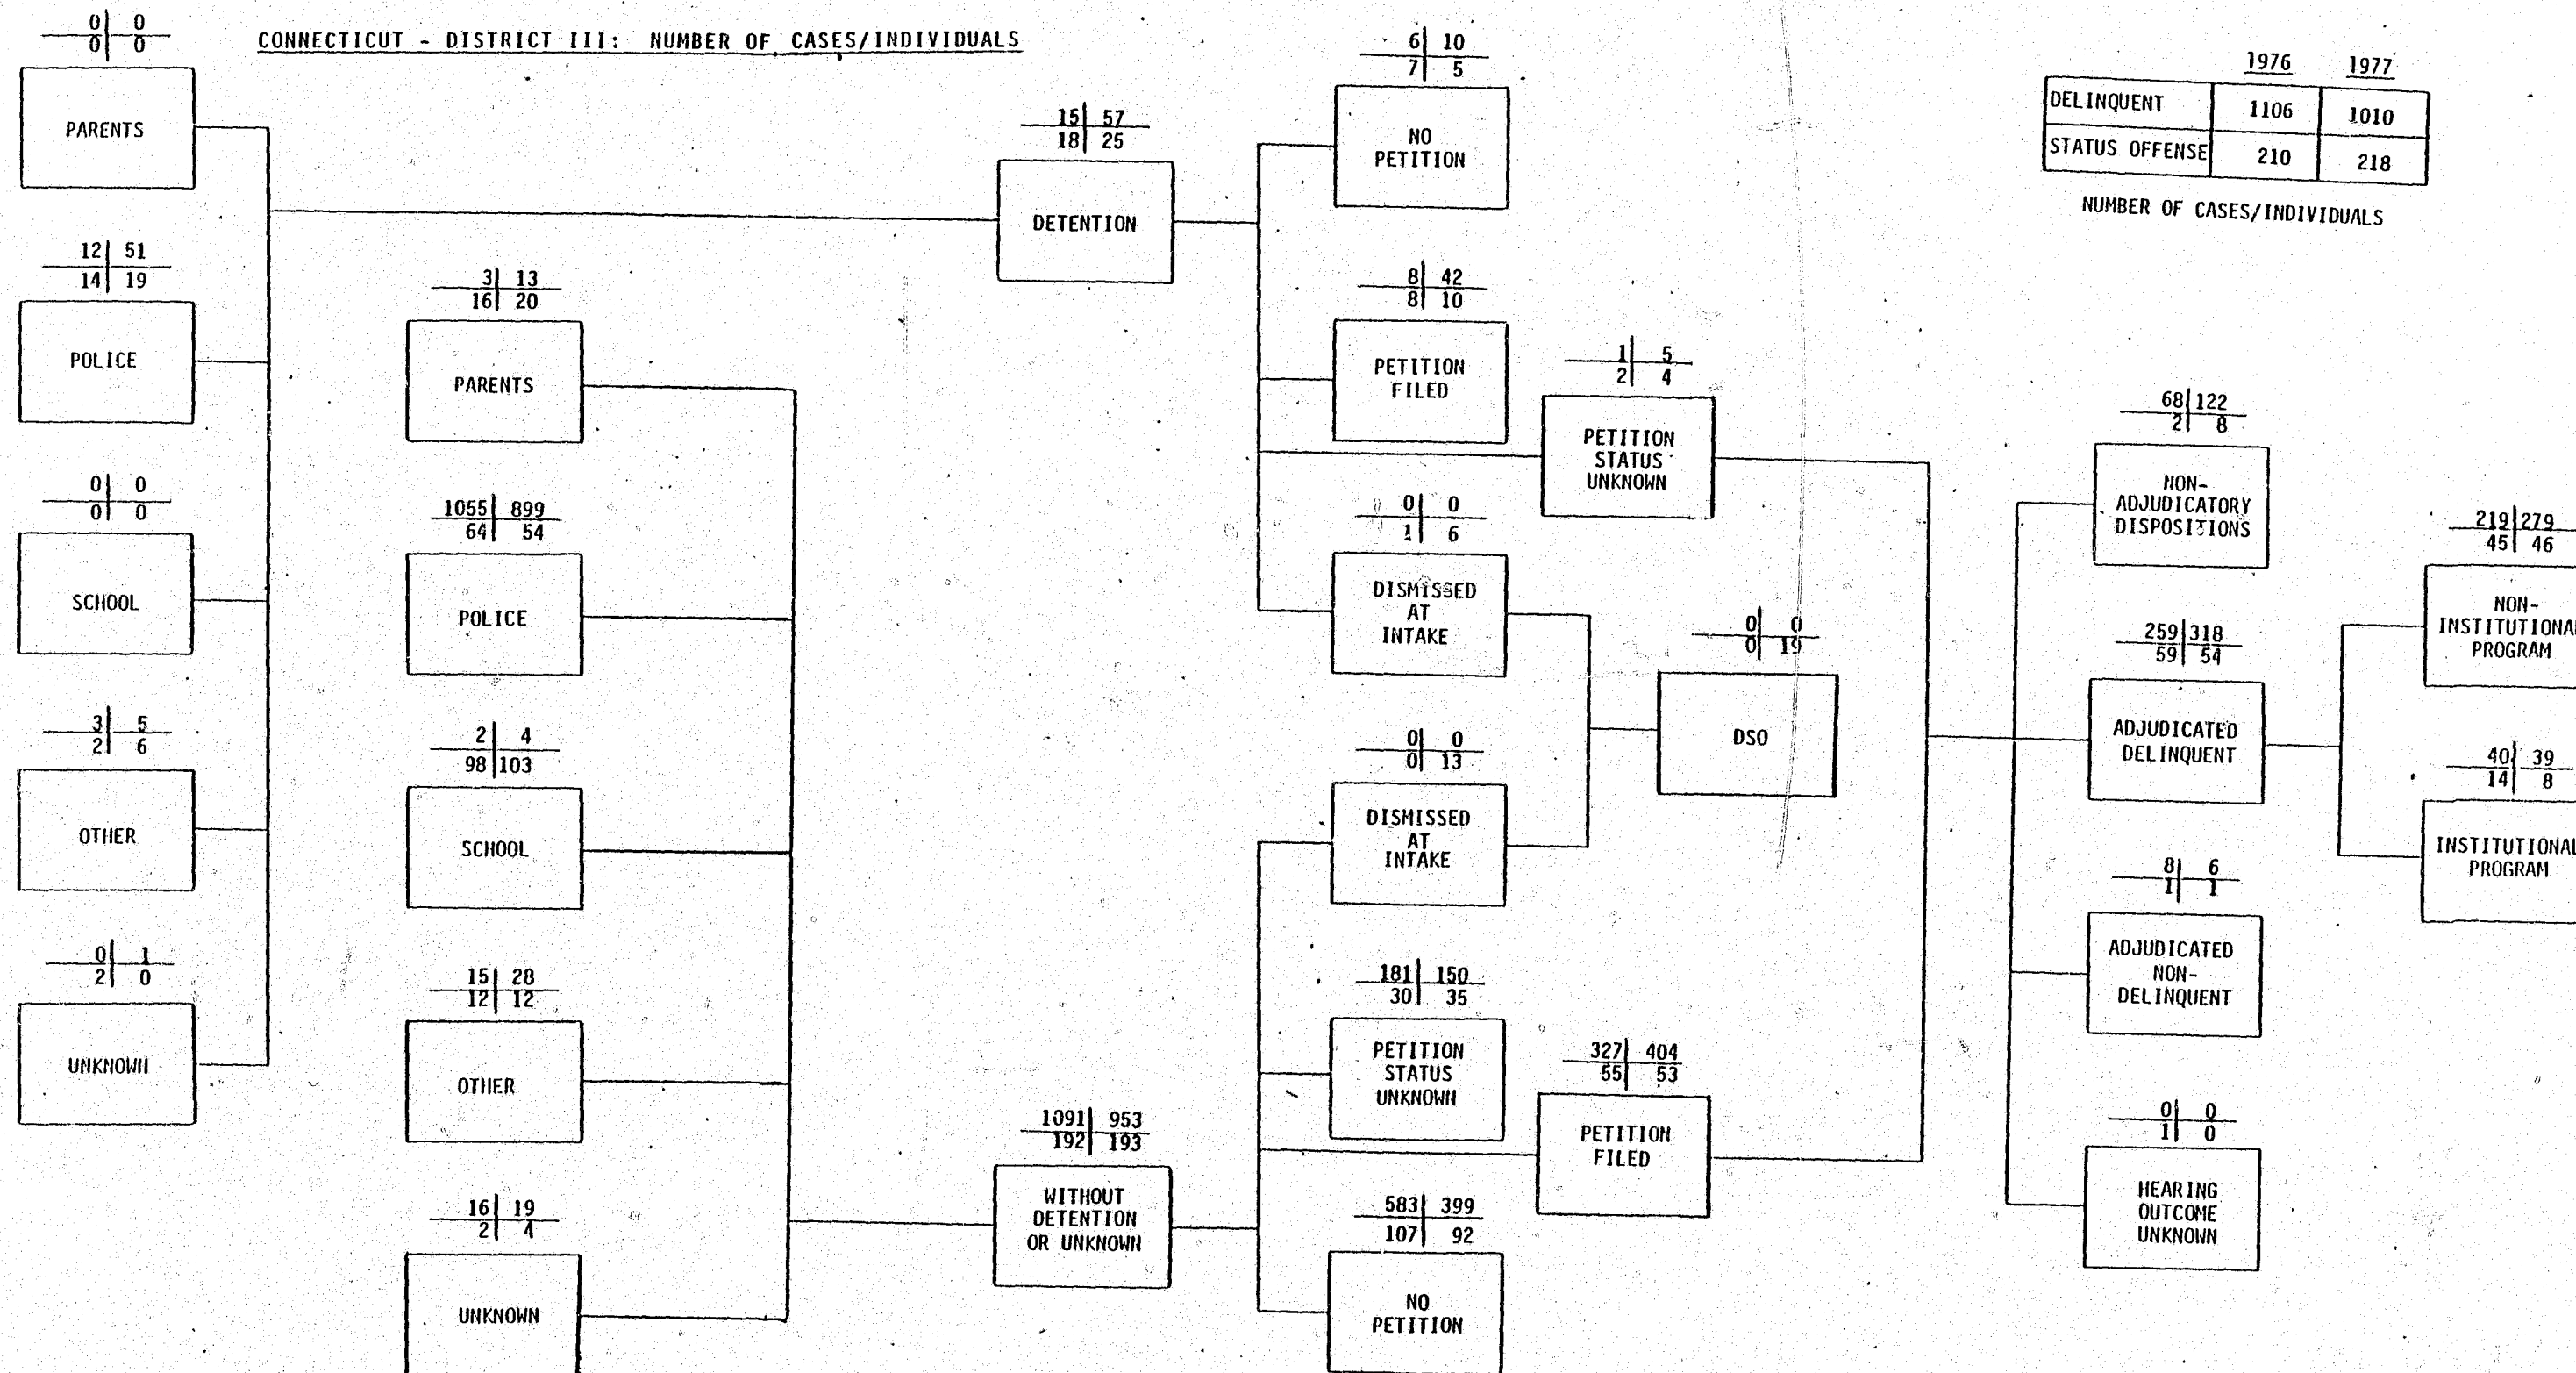 CONNECTICUT - DISTRICT III: NUMBER OF CASES/INDIVIDUALS
1976 1977
DELINQUENT 1106 1010
STATUS OFFENSE 210 218
NUMBER OF CASES/INDIVIDUALS
0 0
0 0
PARENTS
12 51
14 19
POLICE
0 0
0 0
SCHOOL
3 5
2 6
OTHER
0 1
2 0
UNKNOWN
3 13
16 20
PARENTS
1055 899
64 54
POLICE
2 4
98 103
SCHOOL
15 28
12 12
OTHER
16 19
2 4
UNKNOWN
15 57
18 25
DETENTION
1091 953
192 193
WITHOUT
DETENTION
OR UNKNOWN
6 10
7 5
NO
PETITION
8 42
8 10
PETITION
FILED
1 5
2 4
PETITION
STATUS
UNKNOWN
0 0
1 6
DISMISSED
AT
INTAKE
0 0
0 13
DISMISSED
AT
INTAKE
0 0
0 19
DSO
181 150
30 35
PETITION
STATUS
UNKNOWN
327 404
55 53
PETITION
FILED
583 399
107 92
NO
PETITION
68 122
2 8
NON-
ADJUDICATORY
DISPOSITIONS
259 318
59 54
ADJUDICATED
DELINQUENT
8 6
1 1
ADJUDICATED
NON-
DELINQUENT
0 0
1 0
HEARING
OUTCOME
UNKNOWN
219 279
45 46
NON-
INSTITUTIONAL
PROGRAM
40 39
14 8
INSTITUTIONAL
PROGRAM